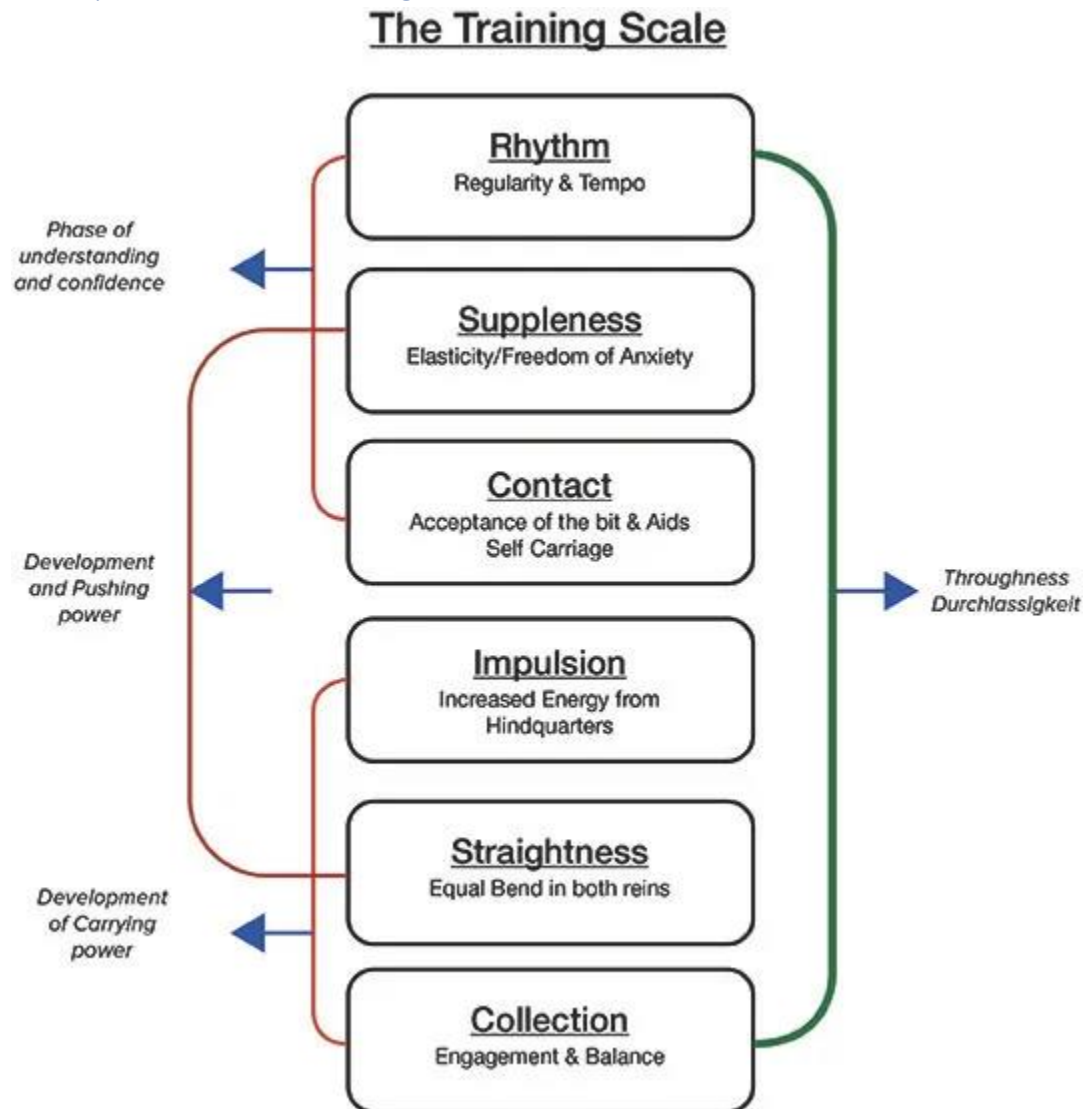 The Training Scale
Rhythm
Regularity & Tempo
Phase of
understanding
and confidence
Suppleness
Elasticity/Freedom of Anxiety
Contact
Acceptance of the bit & Aids
Self Carriage
Development
and Pushing
power
Throughness
Durchlassigkeit
Impulsion
Increased Energy from
Hindquarters
Straightness
Equal Bend in both reins
Development
of Carrying
power
Collection
Engagement & Balance